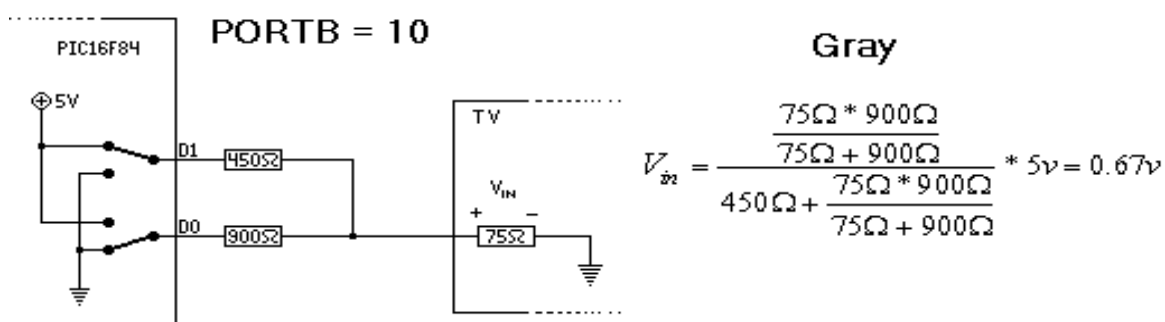 PORTB = 10
PIC16F84
5V
D1
450Ω
D0
900Ω
TV
VIN
+ −
75Ω
Gray
75Ω * 900Ω
75Ω + 900Ω
Vin = * 5v = 0.67v
450Ω + 75Ω * 900Ω
75Ω + 900Ω